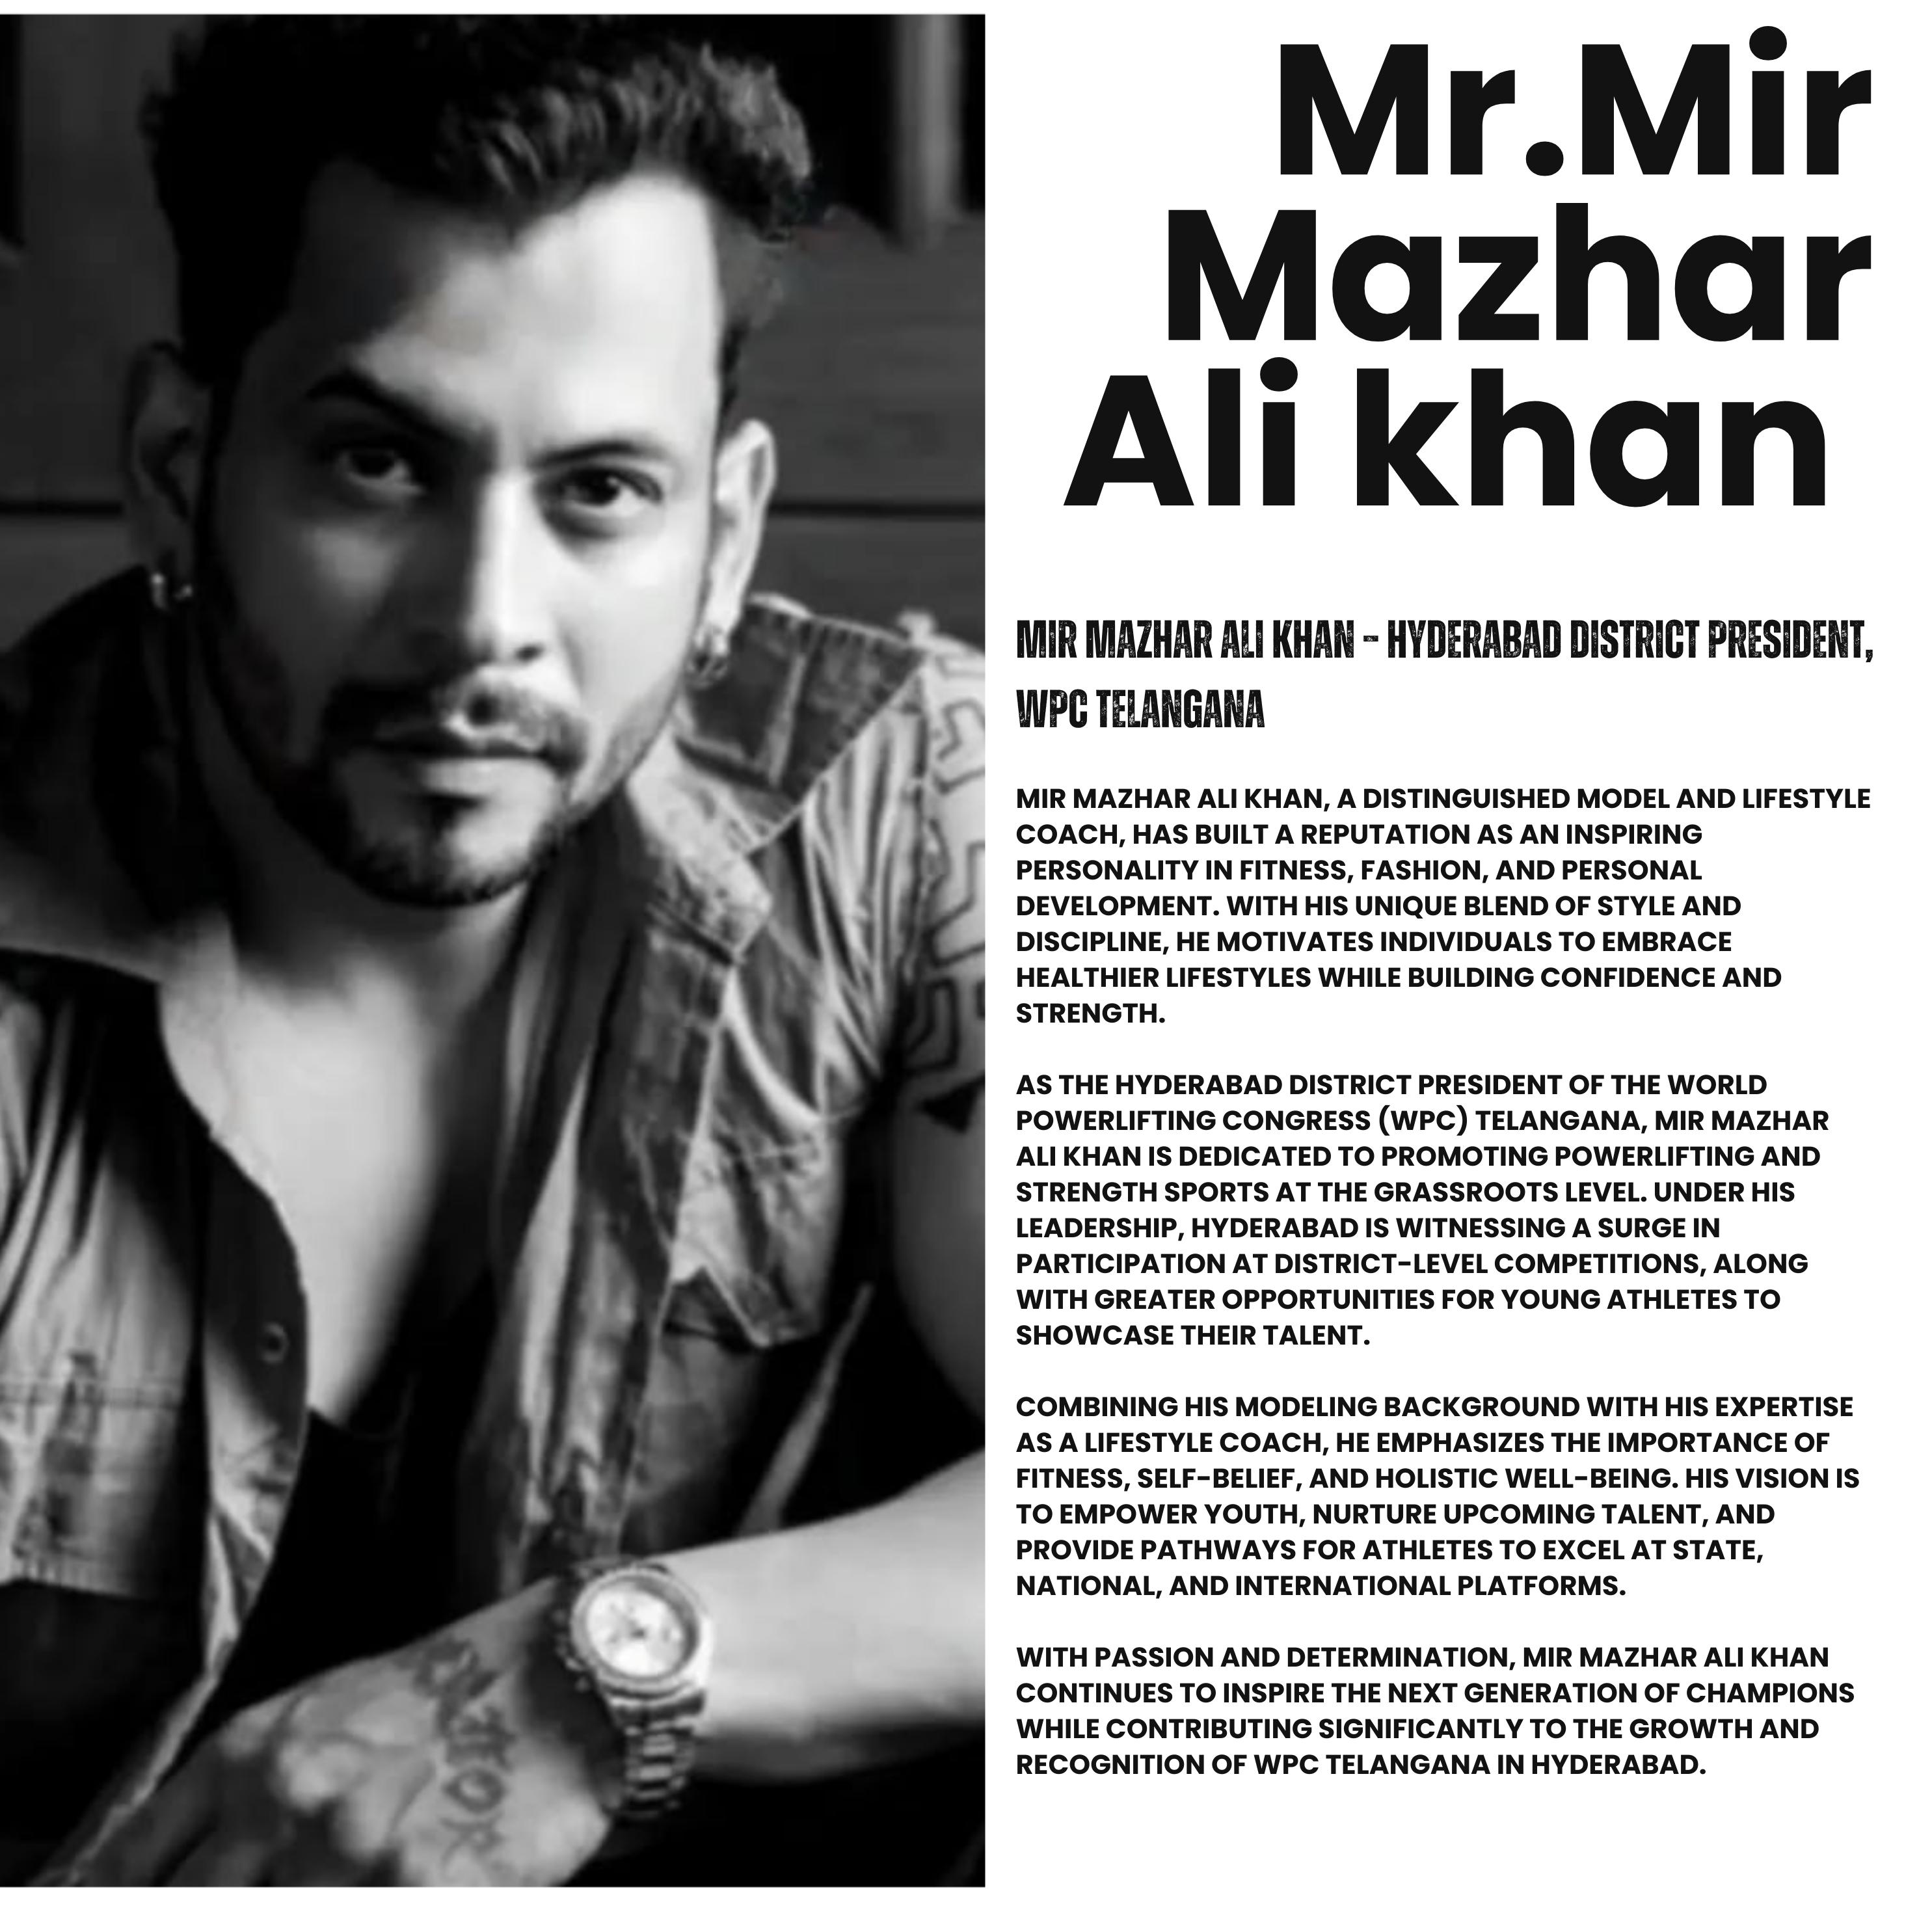 Mr.Mir
Mazhar
Ali khan
MIR MAZHAR ALI KHAN – HYDERABAD DISTRICT PRESIDENT,
WPC TELANGANA
MIR MAZHAR ALI KHAN, A DISTINGUISHED MODEL AND LIFESTYLE
COACH, HAS BUILT A REPUTATION AS AN INSPIRING
PERSONALITY IN FITNESS, FASHION, AND PERSONAL
DEVELOPMENT. WITH HIS UNIQUE BLEND OF STYLE AND
DISCIPLINE, HE MOTIVATES INDIVIDUALS TO EMBRACE
HEALTHIER LIFESTYLES WHILE BUILDING CONFIDENCE AND
STRENGTH.
AS THE HYDERABAD DISTRICT PRESIDENT OF THE WORLD
POWERLIFTING CONGRESS (WPC) TELANGANA, MIR MAZHAR
ALI KHAN IS DEDICATED TO PROMOTING POWERLIFTING AND
STRENGTH SPORTS AT THE GRASSROOTS LEVEL. UNDER HIS
LEADERSHIP, HYDERABAD IS WITNESSING A SURGE IN
PARTICIPATION AT DISTRICT-LEVEL COMPETITIONS, ALONG
WITH GREATER OPPORTUNITIES FOR YOUNG ATHLETES TO
SHOWCASE THEIR TALENT.
COMBINING HIS MODELING BACKGROUND WITH HIS EXPERTISE
AS A LIFESTYLE COACH, HE EMPHASIZES THE IMPORTANCE OF
FITNESS, SELF-BELIEF, AND HOLISTIC WELL-BEING. HIS VISION IS
TO EMPOWER YOUTH, NURTURE UPCOMING TALENT, AND
PROVIDE PATHWAYS FOR ATHLETES TO EXCEL AT STATE,
NATIONAL, AND INTERNATIONAL PLATFORMS.
WITH PASSION AND DETERMINATION, MIR MAZHAR ALI KHAN
CONTINUES TO INSPIRE THE NEXT GENERATION OF CHAMPIONS
WHILE CONTRIBUTING SIGNIFICANTLY TO THE GROWTH AND
RECOGNITION OF WPC TELANGANA IN HYDERABAD.